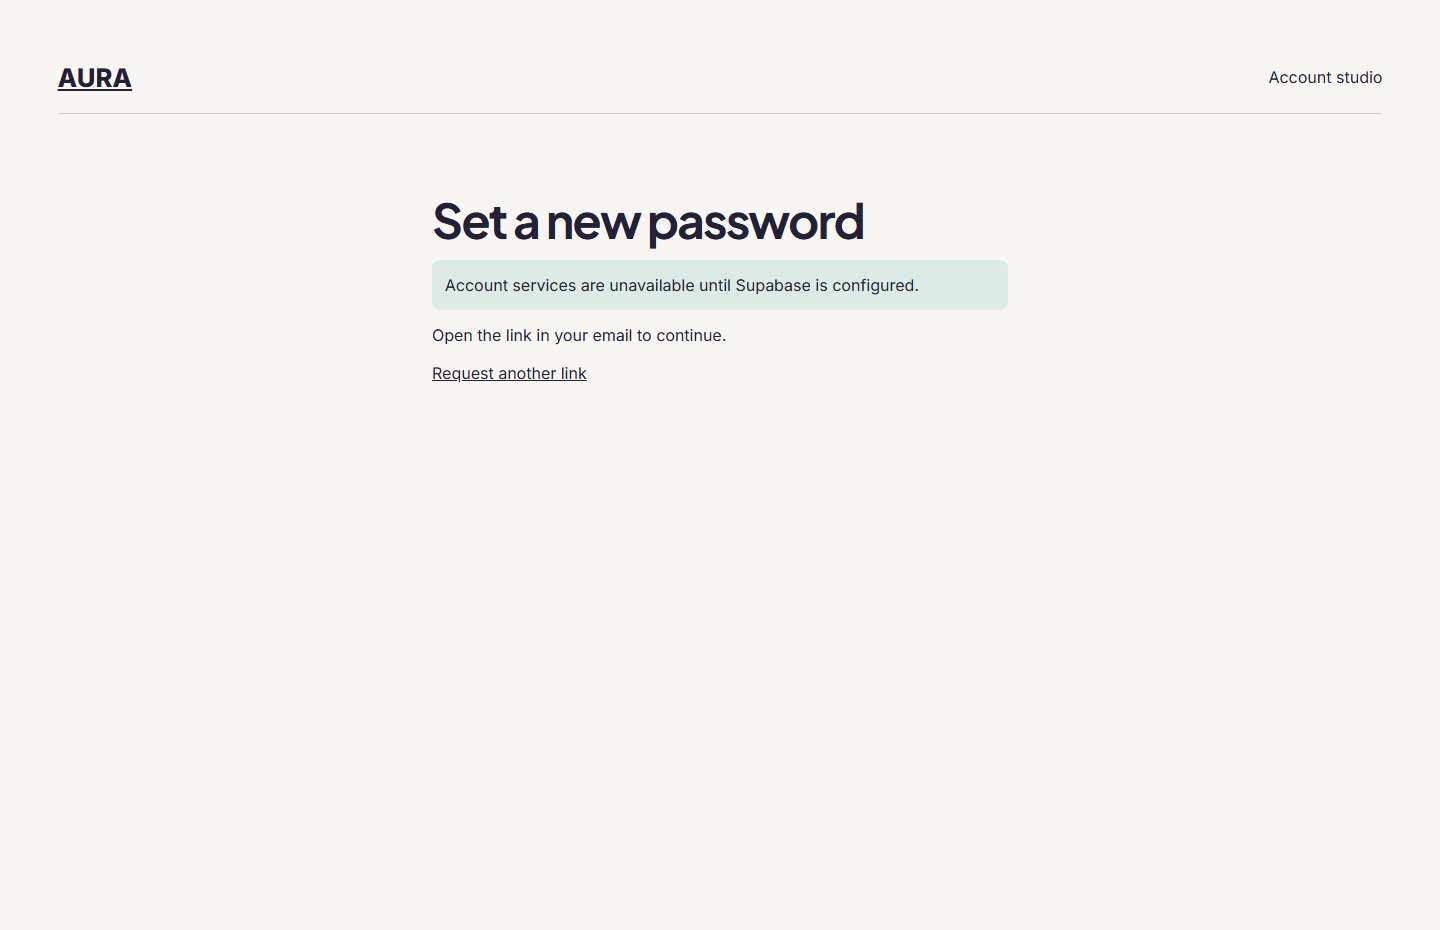 AURA
Account studio
Set a new password
Account services are unavailable until Supabase is configured.
Open the link in your email to continue.
Request another link